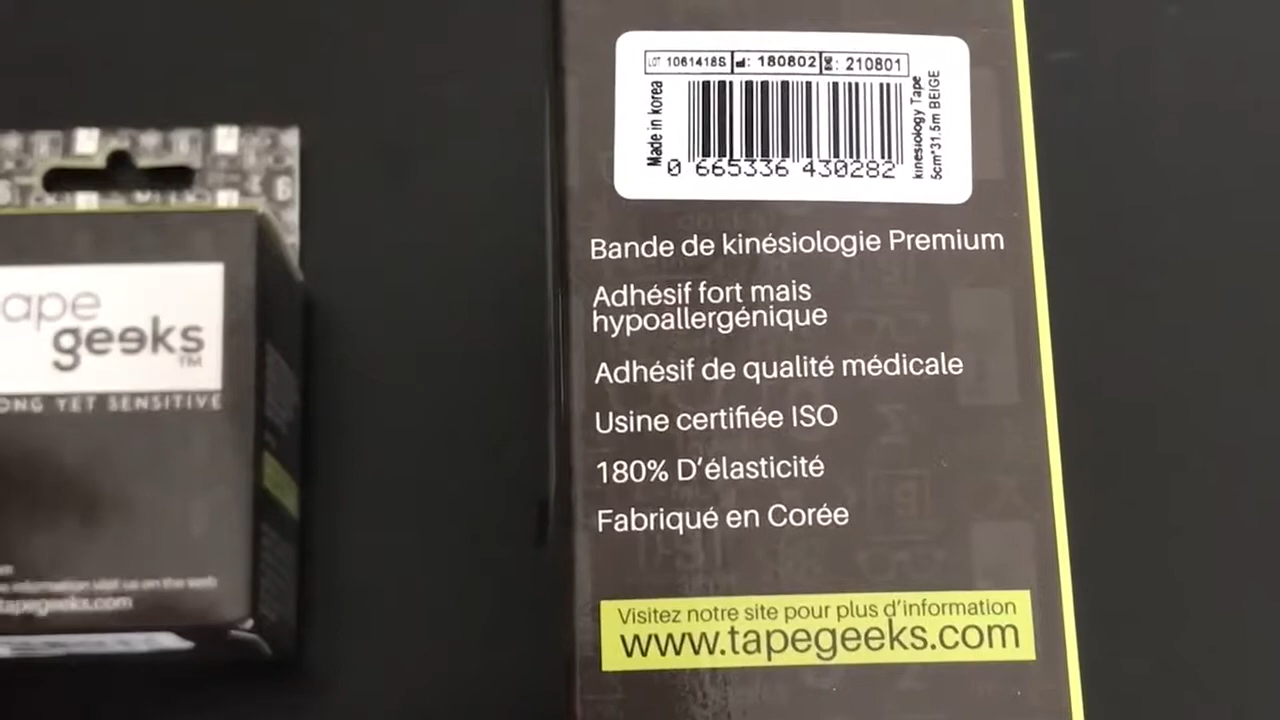 ape
geeks
TM
ONG YET SENSITIVE
information visit us on the web
tapegeeks.com
LOT 1061418S : 180802 : 210801
Made in korea
0 665336 430282
kinesiology Tape
5cm*31.5m BEIGE
Bande de kinésiologie Premium
Adhésif fort mais
hypoallergénique
Adhésif de qualité médicale
Usine certifiée ISO
180% D'élasticité
Fabriqué en Corée
Visitez notre site pour plus d'information
www.tapegeeks.com